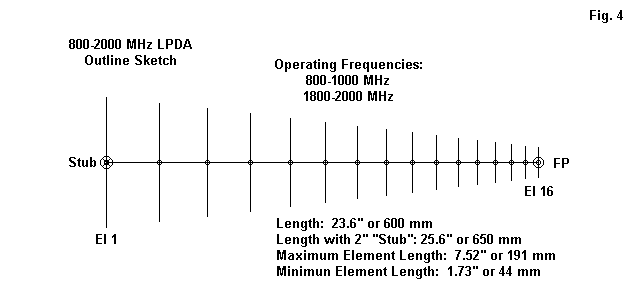 Fig. 4
800-2000 MHz LPDA
Outline Sketch
Operating Frequencies:
800-1000 MHz
1800-2000 MHz
Stub
FP
El 16
El 1
Length: 23.6" or 600 mm
Length with 2" "Stub": 25.6" or 650 mm
Maximum Element Length: 7.52" or 191 mm
Minimun Element Length: 1.73" or 44 mm